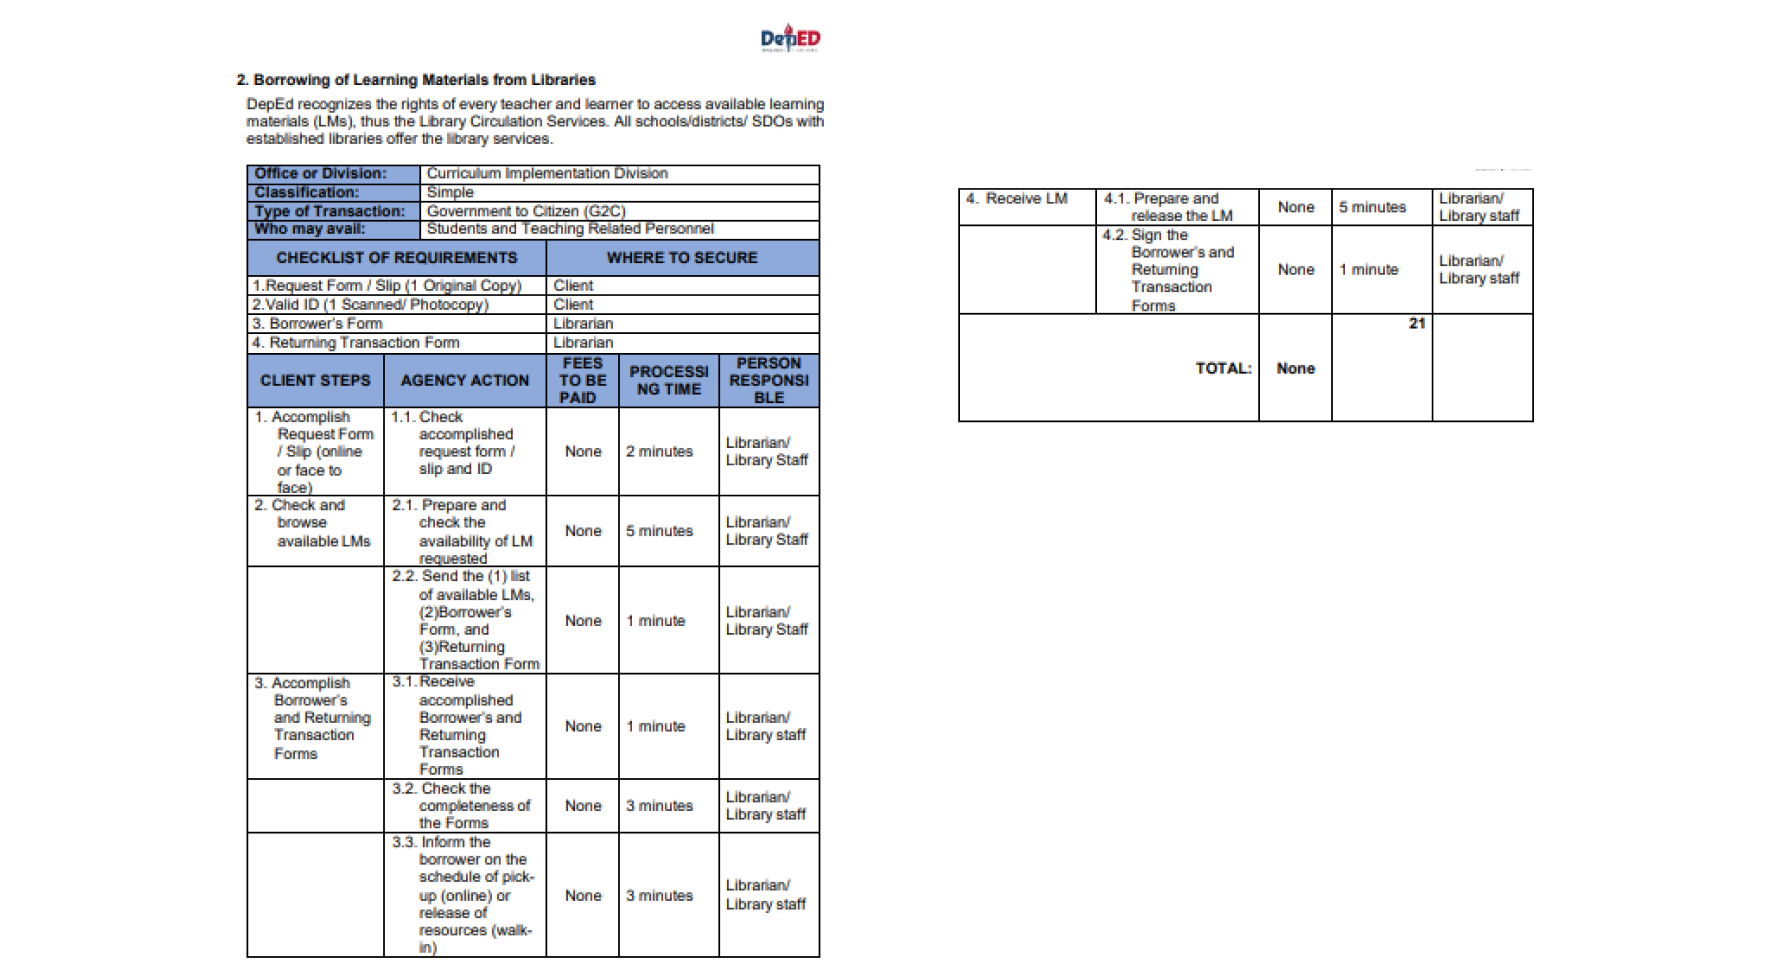 DepED
2. Borrowing of Learning Materials from Libraries
DepEd recognizes the rights of every teacher and learner to access available learning
materials (LMs), thus the Library Circulation Services. All schools/districts/ SDOs with
established libraries offer the library services.
Office or Division: Curriculum Implementation Division
Classification: Simple
Type of Transaction: Government to Citizen (G2C)
Who may avail: Students and Teaching Related Personnel
CHECKLIST OF REQUIREMENTS WHERE TO SECURE
1.Request Form / Slip (1 Original Copy) Client
2.Valid ID (1 Scanned/ Photocopy) Client
3. Borrower's Form Librarian
4. Returning Transaction Form Librarian
CLIENT STEPS
AGENCY ACTION
FEES
TO BE
PAID
PROCESSI
NG TIME
PERSON
RESPONSI
BLE
1. Accomplish
Request Form
/ Slip (online
or face to
face)
1.1. Check
accomplished
request form /
slip and ID
None
2 minutes
Librarian/
Library Staff
2. Check and
browse
available LMs
2.1. Prepare and
check the
availability of LM
requested
None
5 minutes
Librarian/
Library Staff
2.2. Send the (1) list
of available LMs,
(2)Borrower's
Form, and
(3)Returning
Transaction Form
None
1 minute
Librarian/
Library Staff
3. Accomplish
Borrower's
and Returning
Transaction
Forms
3.1.Receive
accomplished
Borrower's and
Returning
Transaction
Forms
None
1 minute
Librarian/
Library staff
3.2. Check the
completeness of
the Forms
None
3 minutes
Librarian/
Library staff
3.3. Inform the
borrower on the
schedule of pick-
up (online) or
release of
resources (walk-
in)
None
3 minutes
Librarian/
Library staff
4. Receive LM
4.1. Prepare and
release the LM
None
5 minutes
Librarian/
Library staff
4.2. Sign the
Borrower's and
Returning
Transaction
Forms
None
1 minute
Librarian/
Library staff
TOTAL:
None
21